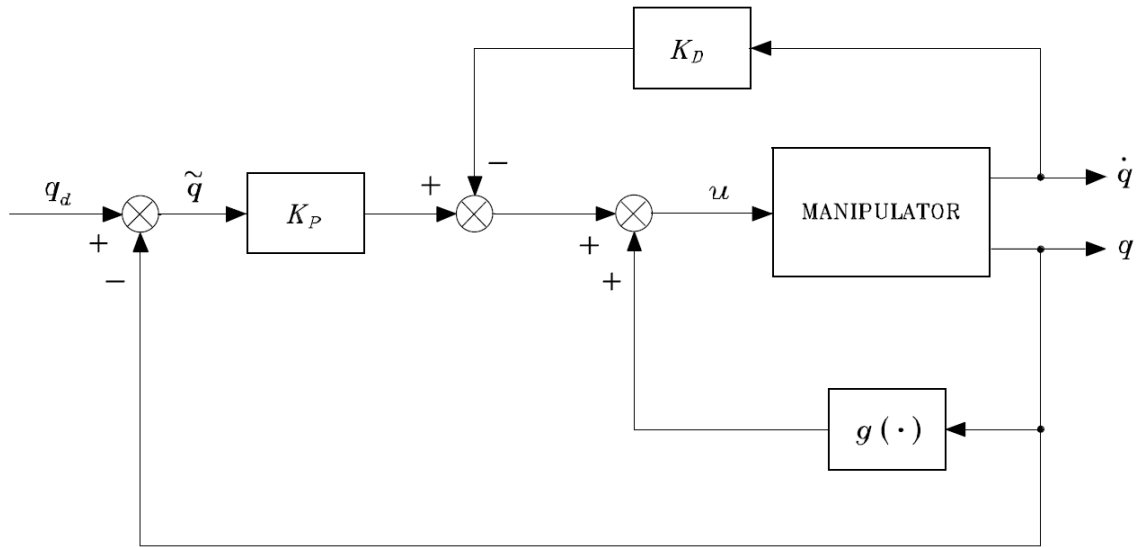 K_D
−
q_d
q̃
K_P
+
u
MANIPULATOR
q̇
q
+
−
+
+
g(·)